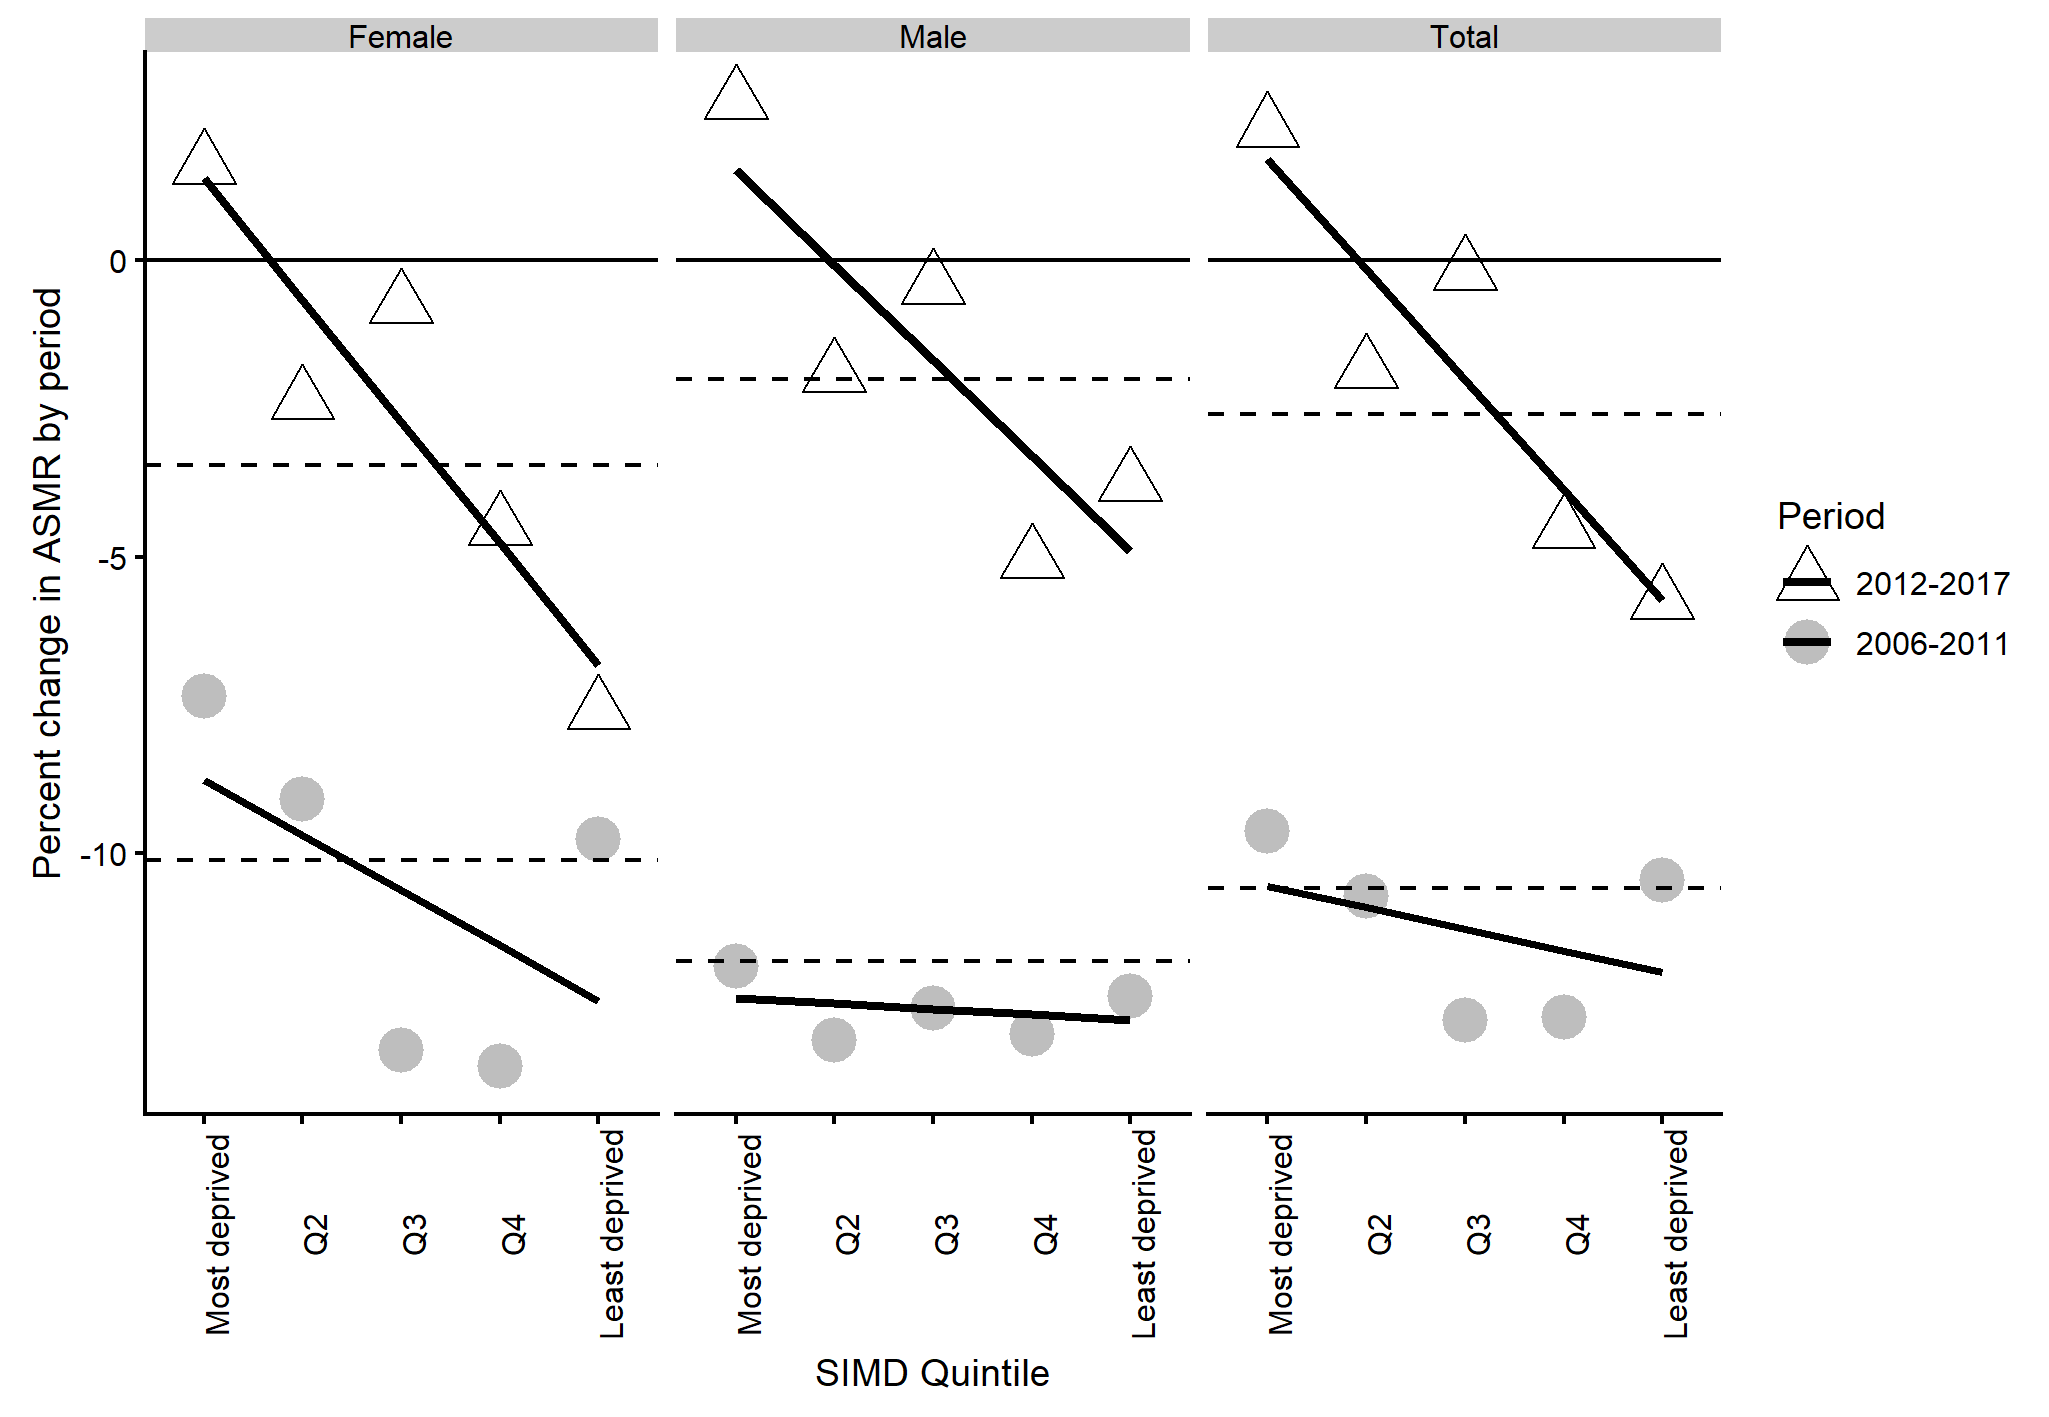 Female
Male
Total
Percent change in ASMR by period
0
-5
-10
Most deprived
Q2
Q3
Q4
Least deprived
Most deprived
Q2
Q3
Q4
Least deprived
Most deprived
Q2
Q3
Q4
Least deprived
SIMD Quintile
Period
2012-2017
2006-2011